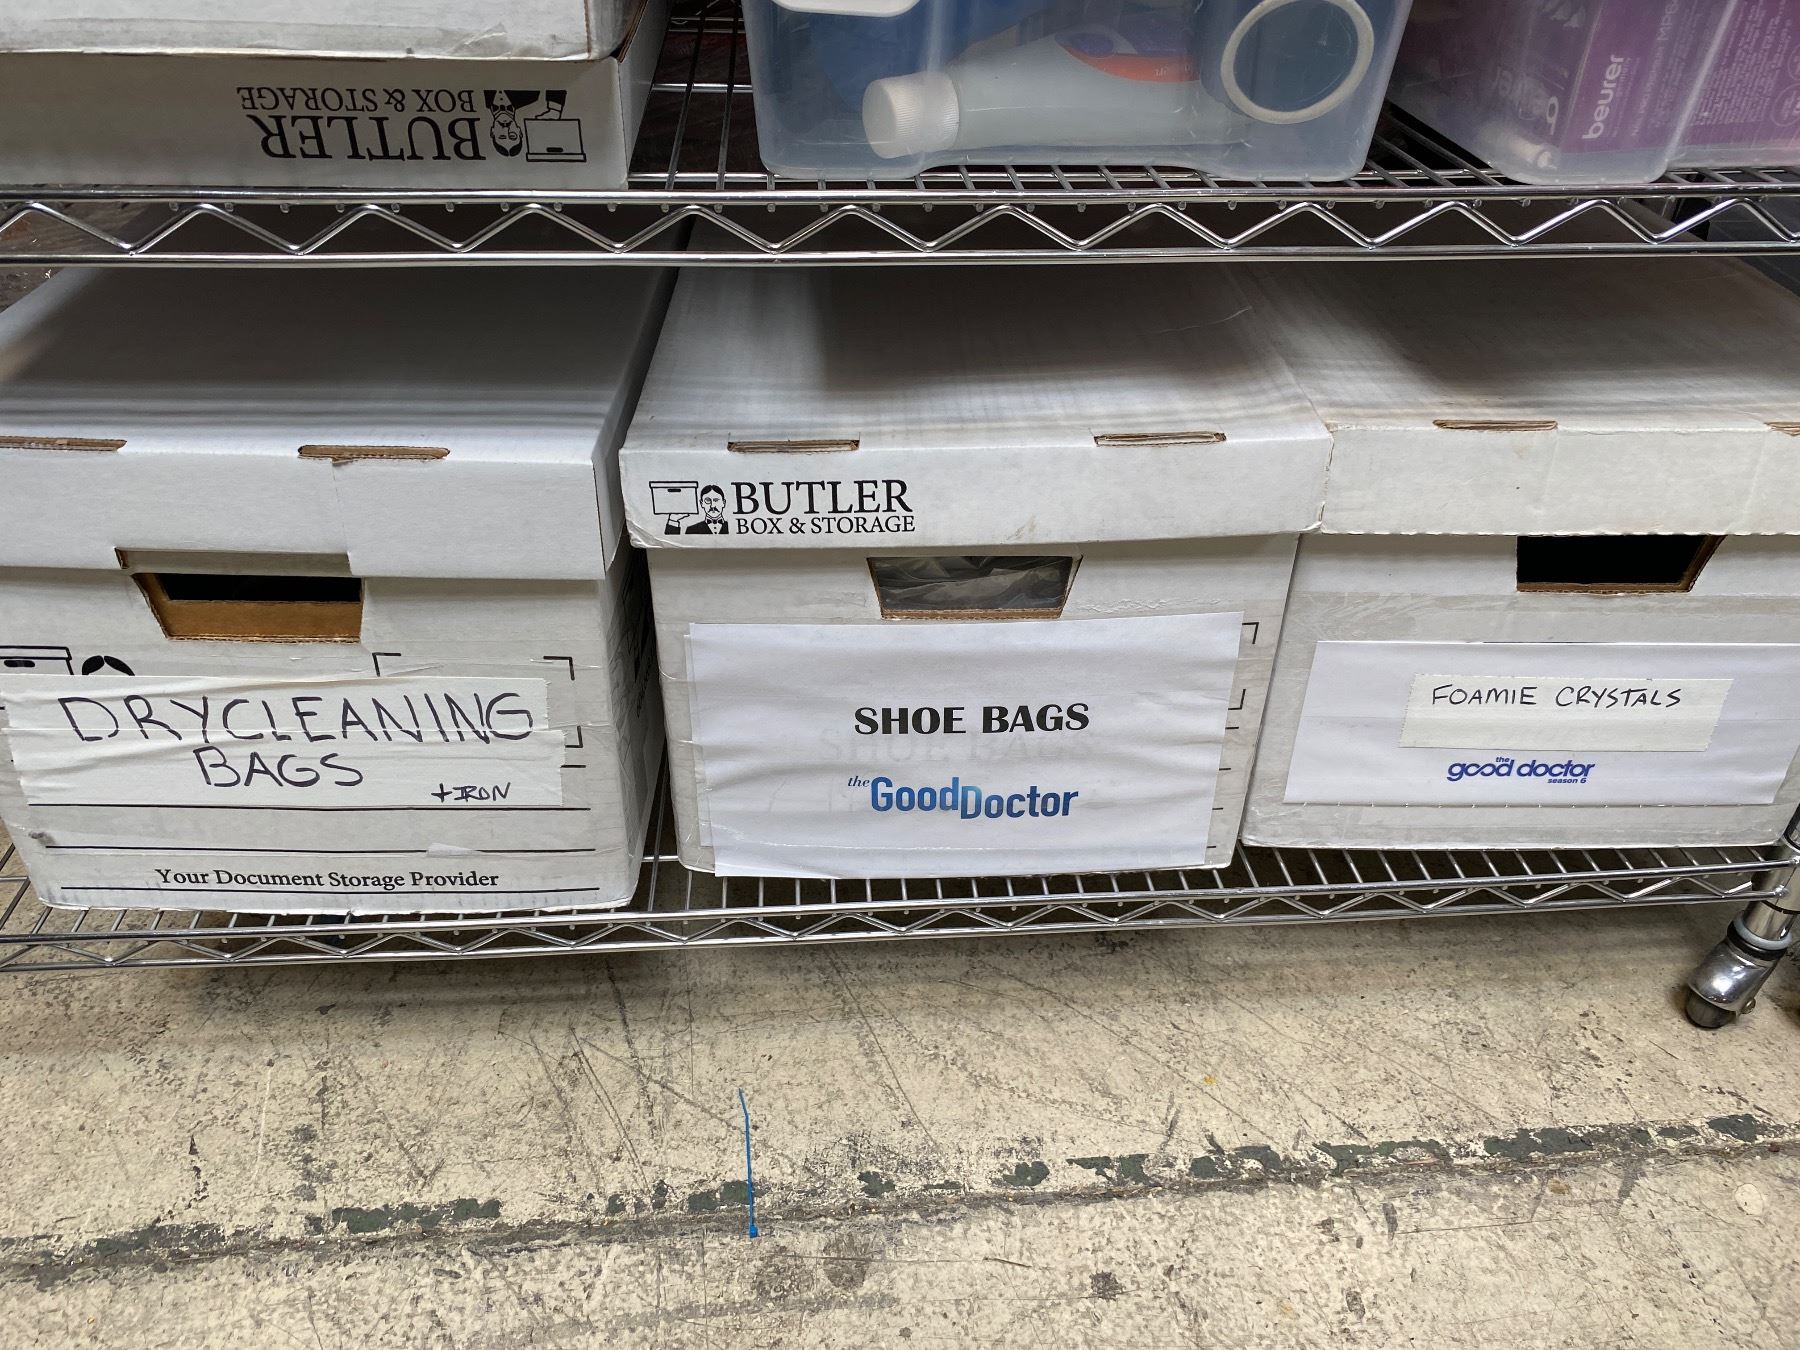 BUTLER
BOX & STORAGE
beurer
BUTLER
BOX & STORAGE
DRYCLEANING
BAGS
+ IRON
Your Document Storage Provider
SHOE BAGS
the GoodDoctor
FOAMIE CRYSTALS
the
good doctor
season 6